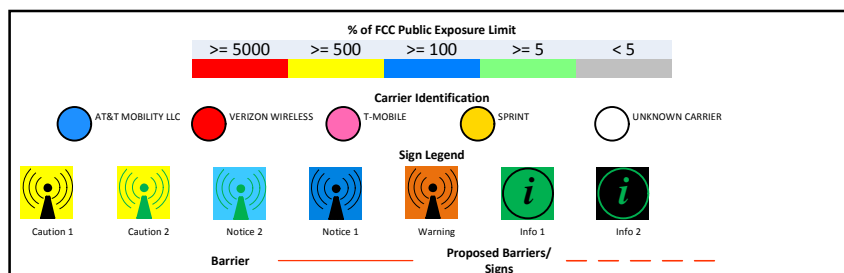 % of FCC Public Exposure Limit
>= 5000 >= 500 >= 100 >= 5 < 5
Carrier Identification
AT&T MOBILITY LLC VERIZON WIRELESS T-MOBILE SPRINT UNKNOWN CARRIER
Sign Legend
i i
Caution 1 Caution 2 Notice 2 Notice 1 Warning Info 1 Info 2
Barrier Proposed Barriers/
Signs